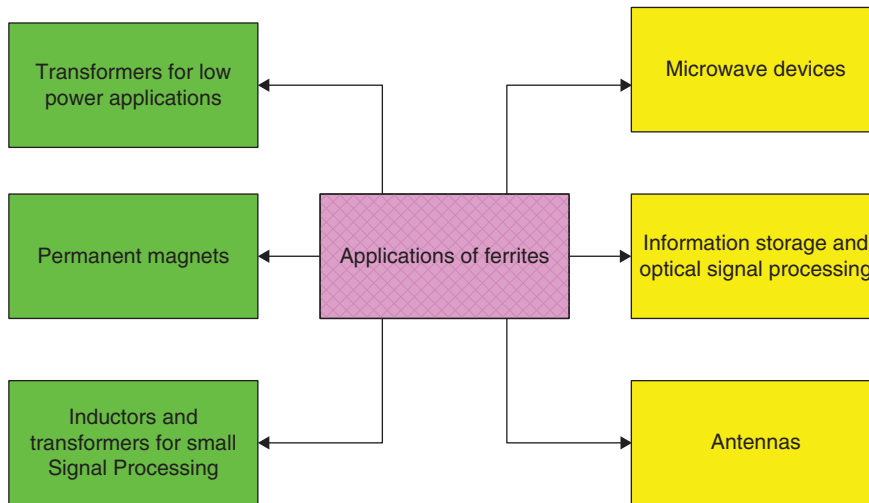 Transformers for low
power applications
Microwave devices
Permanent magnets
Applications of ferrites
Information storage and
optical signal processing
Inductors and
transformers for small
Signal Processing
Antennas